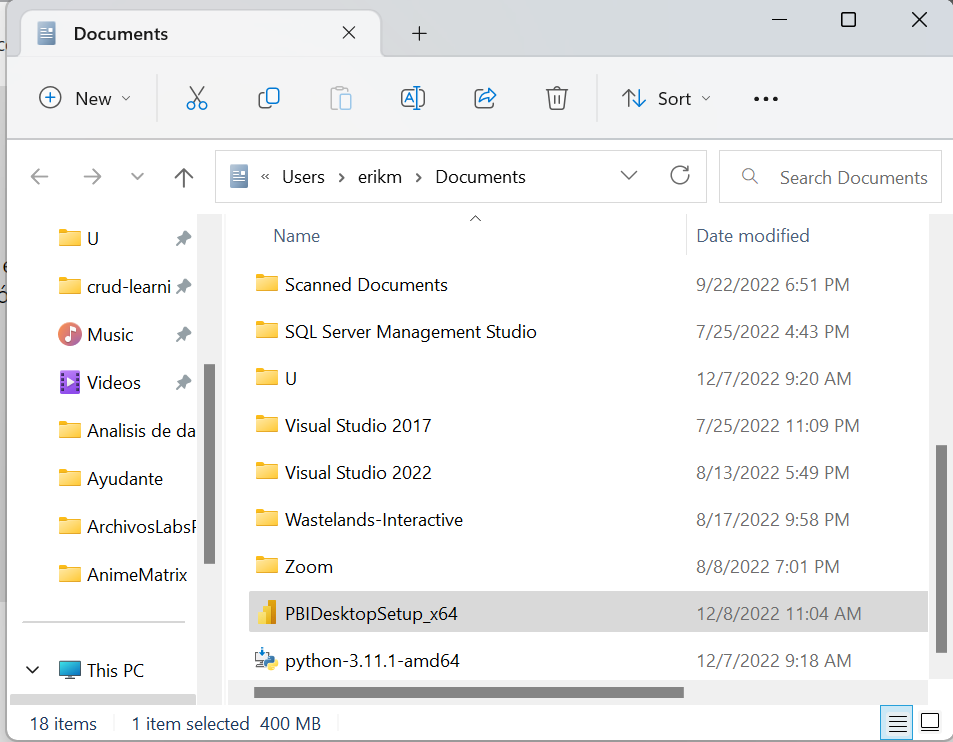 Documents
New
Sort
«
Users > erikm > Documents
Search Documents
U
crud-learni
Music
Videos
Analisis de da
Ayudante
ArchivosLabsF
AnimeMatrix
This PC
Name Date modified
Scanned Documents 9/22/2022 6:51 PM
SQL Server Management Studio 7/25/2022 4:43 PM
U 12/7/2022 9:20 AM
Visual Studio 2017 7/25/2022 11:09 PM
Visual Studio 2022 8/13/2022 5:49 PM
Wastelands-Interactive 8/17/2022 9:58 PM
Zoom 8/8/2022 7:01 PM
PBIDesktopSetup_x64 12/8/2022 11:04 AM
python-3.11.1-amd64 12/7/2022 9:18 AM
18 items 1 item selected 400 MB